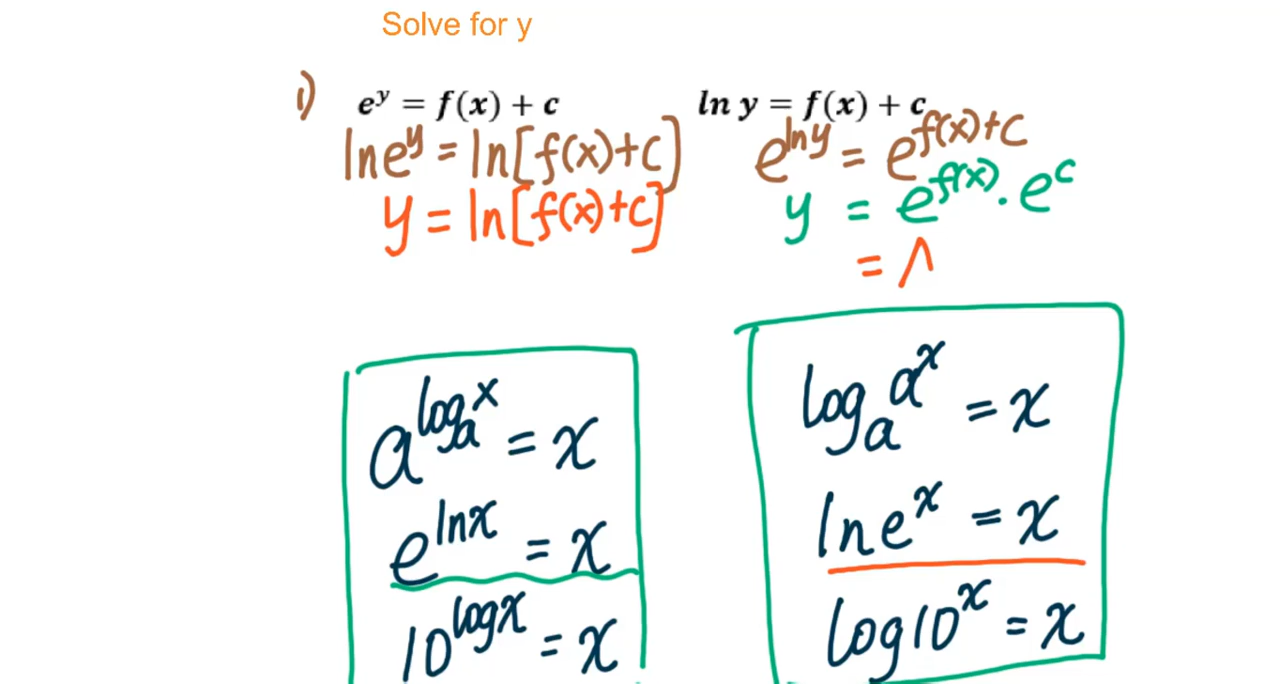 Solve for y
1) e^y = f(x) + c ln y = f(x) + c
ln e^y = ln[f(x)+c] e^{ln y} = e^{f(x)+c}
y = ln[f(x)+c] y = e^{f(x)} · e^c
= Λ
a^{log_a x} = x
e^{ln x} = x
10^{log x} = x
log_a a^x = x
ln e^x = x
log 10^x = x